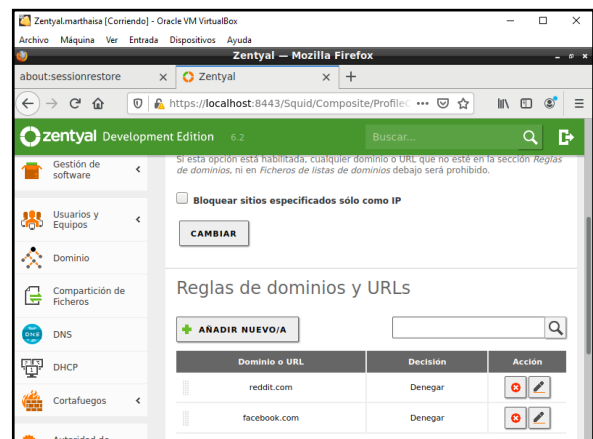 Zentyal.marthaisa [Corriendo] - Oracle VM VirtualBox
Archivo Máquina Ver Entrada Dispositivos Ayuda
Zentyal — Mozilla Firefox
about:sessionrestore
Zentyal
https://localhost:8443/Squid/Composite/Profile
zentyal Development Edition 6.2
Buscar...
Gestión de
software
Usuarios y
Equipos
Dominio
Compartición de
Ficheros
DNS
DHCP
Cortafuegos
Autoridad de
Si esta opción está habilitada, cualquier dominio o URL que no esté en la sección Reglas
de dominios, ni en Ficheros de listas de dominios debajo será prohibido.
Bloquear sitios especificados sólo como IP
CAMBIAR
Reglas de dominios y URLs
AÑADIR NUEVO/A
Dominio o URL Decisión Acción
reddit.com Denegar
facebook.com Denegar